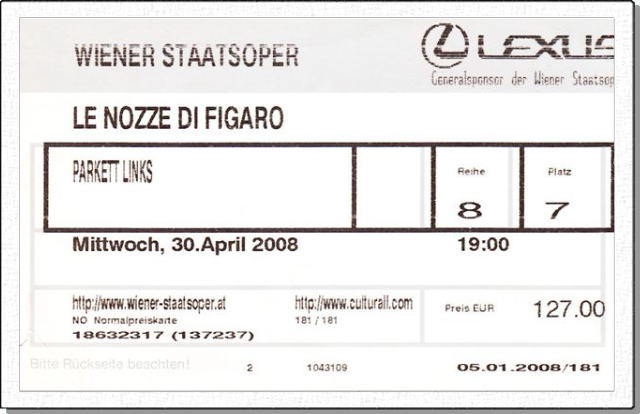 WIENER STAATSOPER
LEXUS
Generalsponsor der Wiener Staatsop
LE NOZZE DI FIGARO
PARKETT LINKS
Reihe Platz
8 7
Mittwoch, 30.April 2008 19:00
http://www.wiener-staatsoper.at http://www.culturall.com Preis EUR 127.00
NO Normalpreiskarte 181 / 181
18632317 (137237)
Bitte Rückseite beachten! 2 1043109 05.01.2008/181